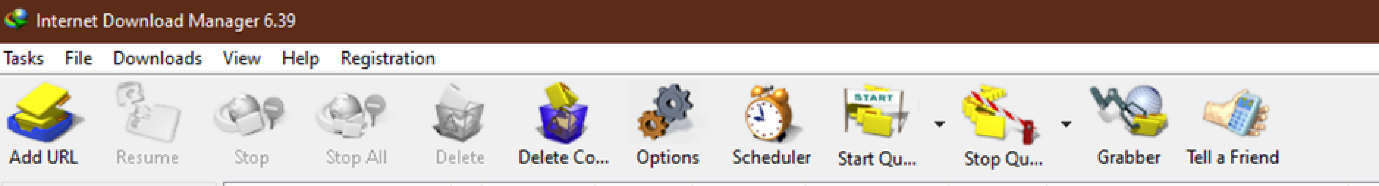 Internet Download Manager 6.39
Tasks File Downloads View Help Registration
START
Add URL Resume Stop Stop All Delete Delete Co... Options Scheduler Start Qu... Stop Qu... Grabber Tell a Friend